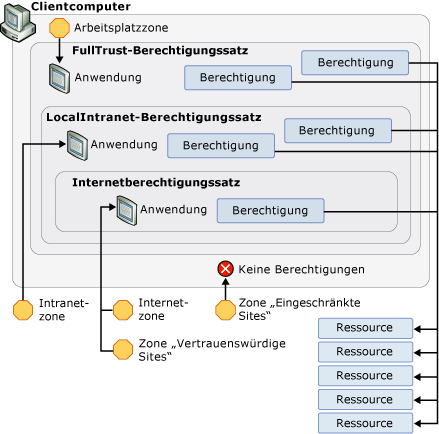 Clientcomputer
Arbeitsplatzzone
FullTrust-Berechtigungssatz
Berechtigung
Anwendung
Berechtigung
LocalIntranet-Berechtigungssatz
Berechtigung
Anwendung
Berechtigung
Internetberechtigungssatz
Anwendung
Berechtigung
Keine Berechtigungen
Intranet-
zone
Internet-
zone
Zone „Eingeschränkte
Sites“
Zone „Vertrauenswürdige
Sites“
Ressource
Ressource
Ressource
Ressource
Ressource